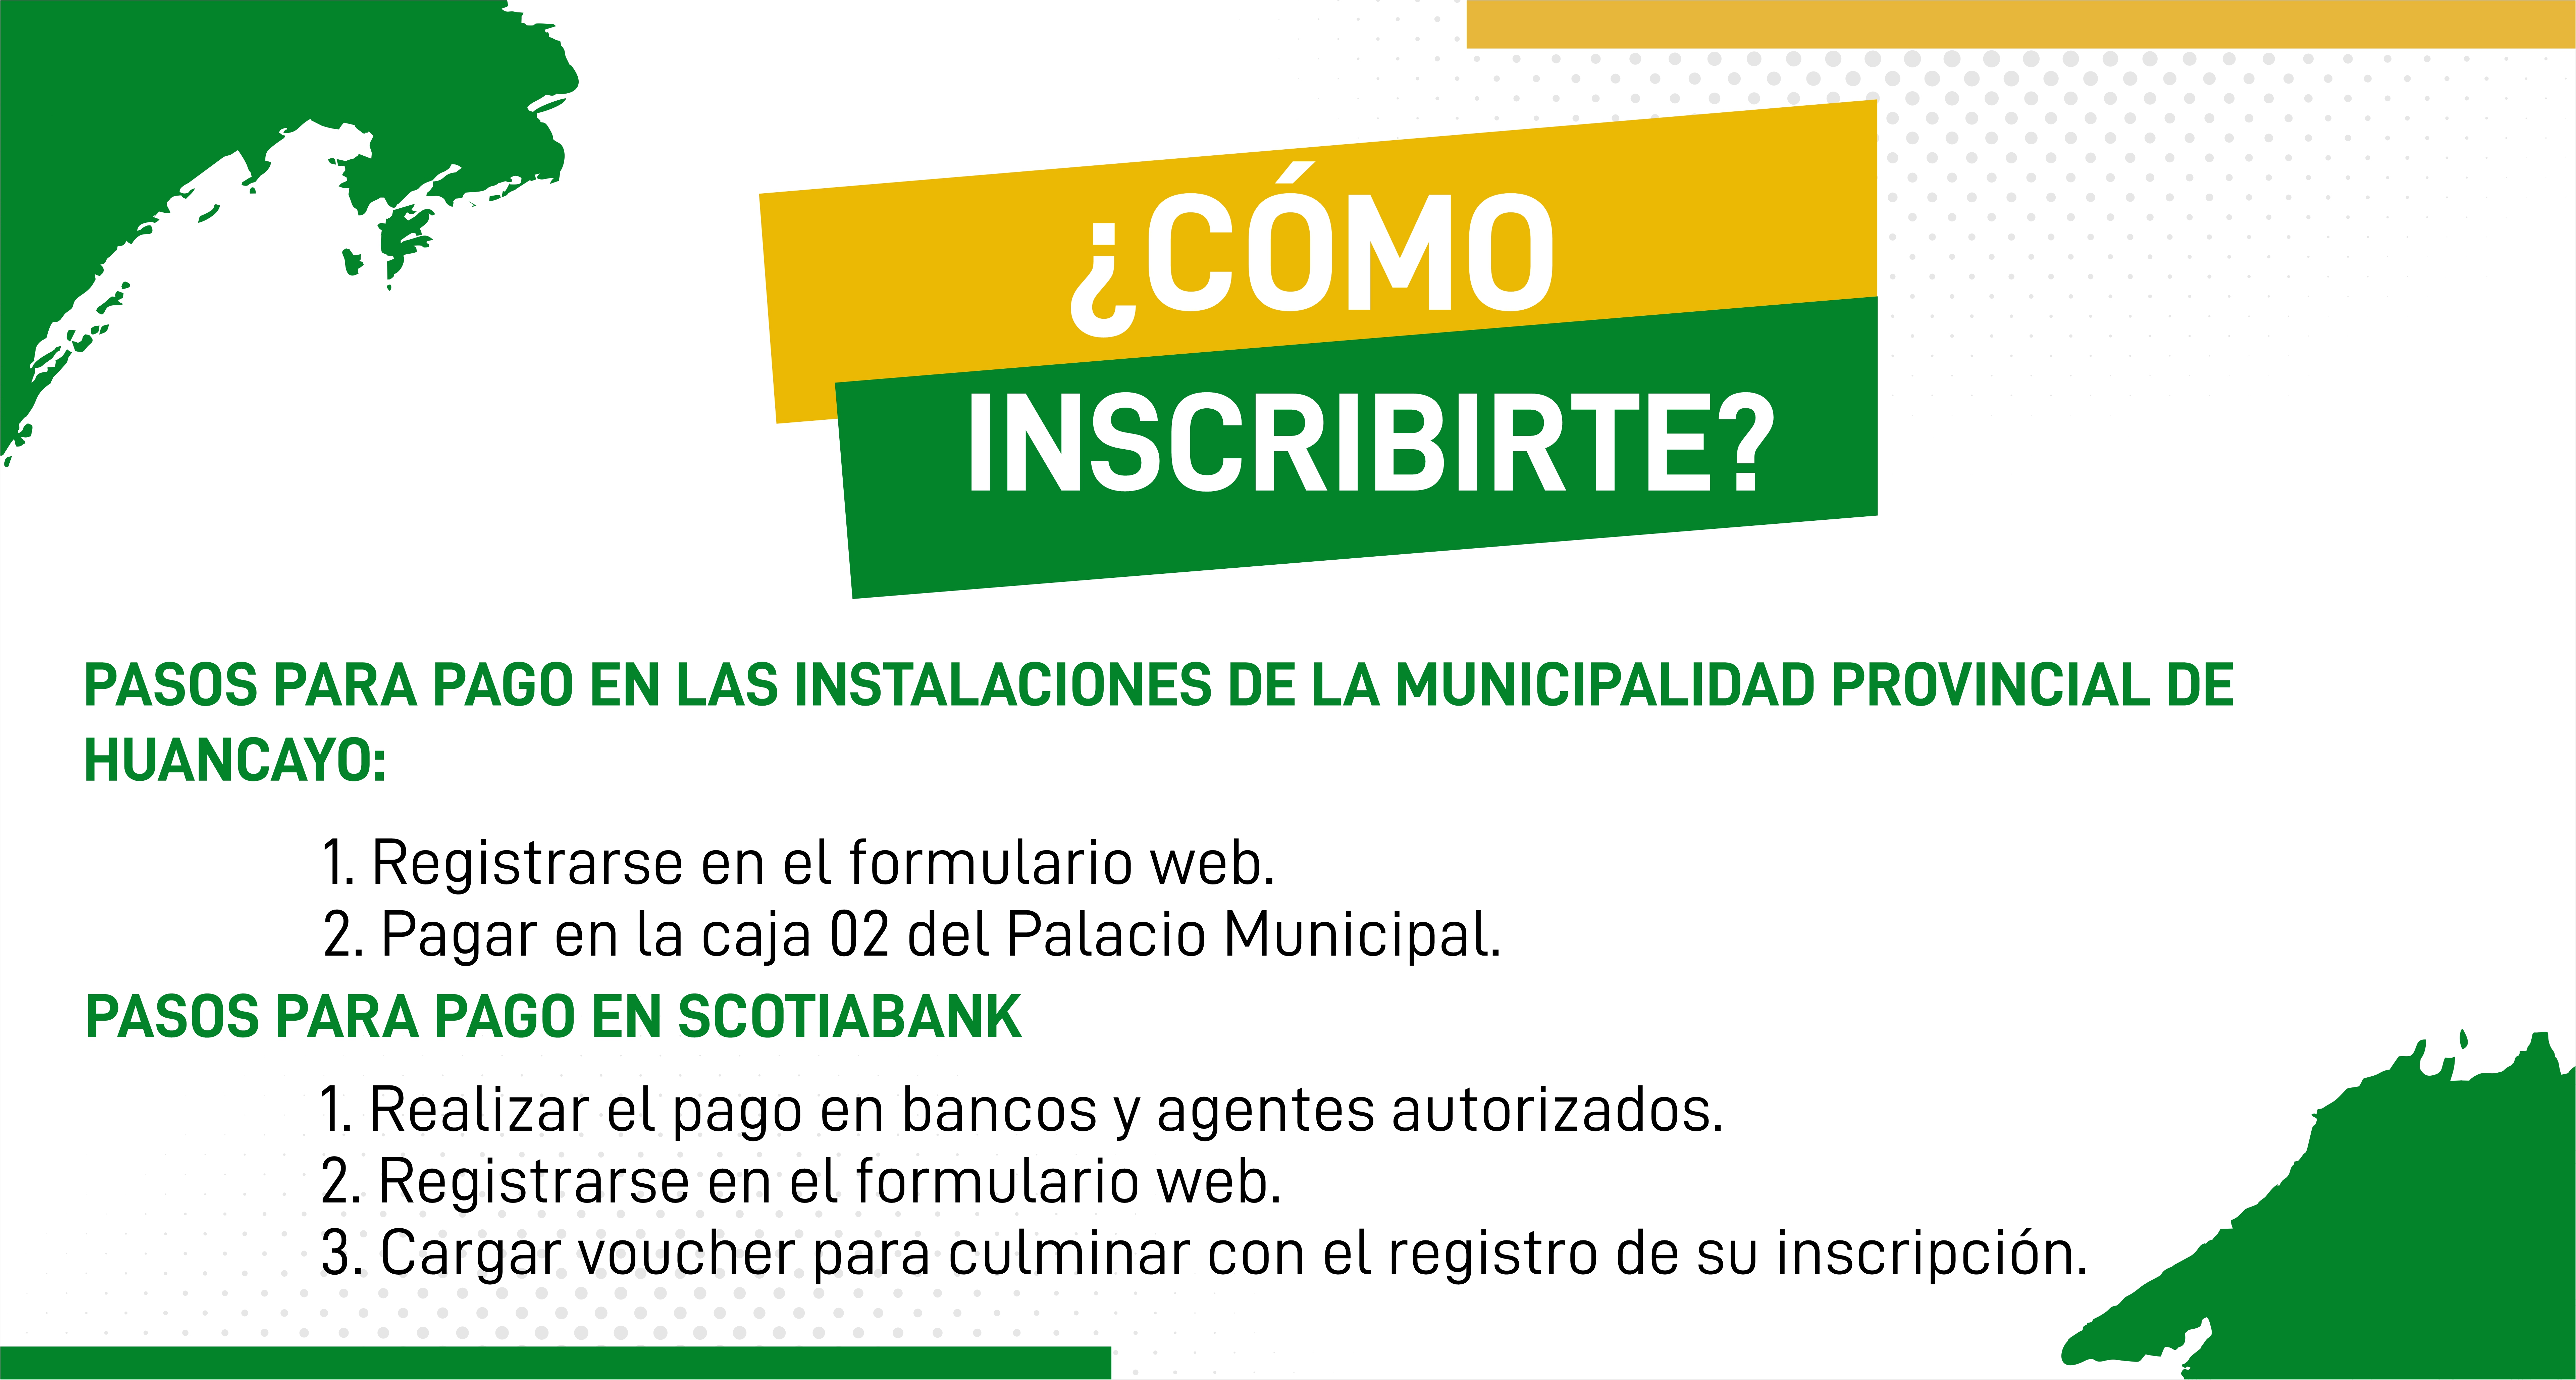 ¿CÓMO
INSCRIBIRTE?
PASOS PARA PAGO EN LAS INSTALACIONES DE LA MUNICIPALIDAD PROVINCIAL DE
HUANCAYO:
1. Registrarse en el formulario web.
2. Pagar en la caja 02 del Palacio Municipal.
PASOS PARA PAGO EN SCOTIABANK
1. Realizar el pago en bancos y agentes autorizados.
2. Registrarse en el formulario web.
3. Cargar voucher para culminar con el registro de su inscripción.